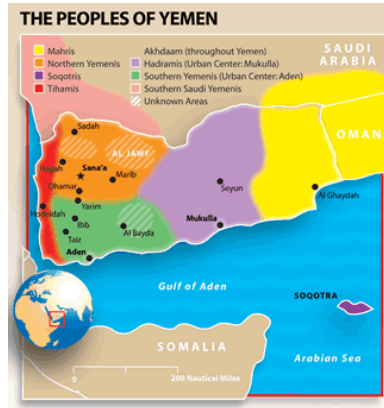 THE PEOPLES OF YEMEN
Mahris
Northern Yemenis
Soqotris
Tihamis
Akhdaam (throughout Yemen)
Hadramis (Urban Center: Mukulla)
Southern Yemenis (Urban Center: Aden)
Southern Saudi Yemenis
Unknown Areas
SAUDI
ARABIA
OMAN
Sadah
AL JAWF
Hajjah
Sana'a
Marib
Dhamar
Yarim
Hodeidah
Ibb
Taiz
Al Bayda
Aden
Seyun
Mukulla
Al Ghaydah
Gulf of Aden
SOQOTRA
SOMALIA
Arabian Sea
0
200 Nautical Miles